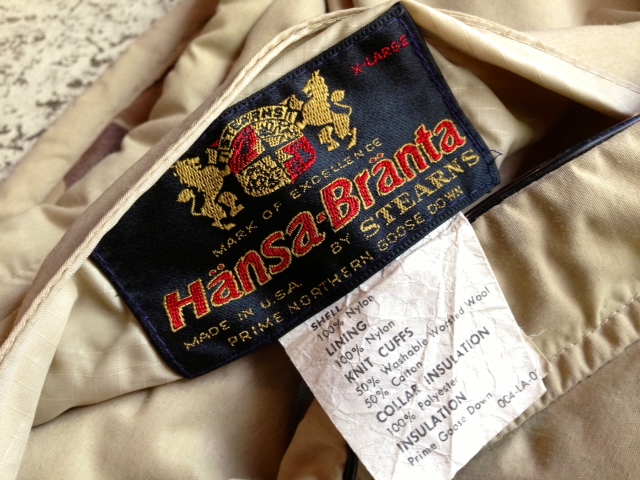 X-LARGE
STEARNS
MARK OF EXCELLENCE
Hänsa-Bränta
BY STEARNS
MADE IN U.S.A.
PRIME NORTHERN GOOSE DOWN
SHELL
100% Nylon
LINING
100% Nylon
KNIT CUFFS
50% Washable Worsted Wool
50% Cotton
COLLAR INSULATION
100% Polyester
INSULATION
Prime Goose Down
004-LA-0